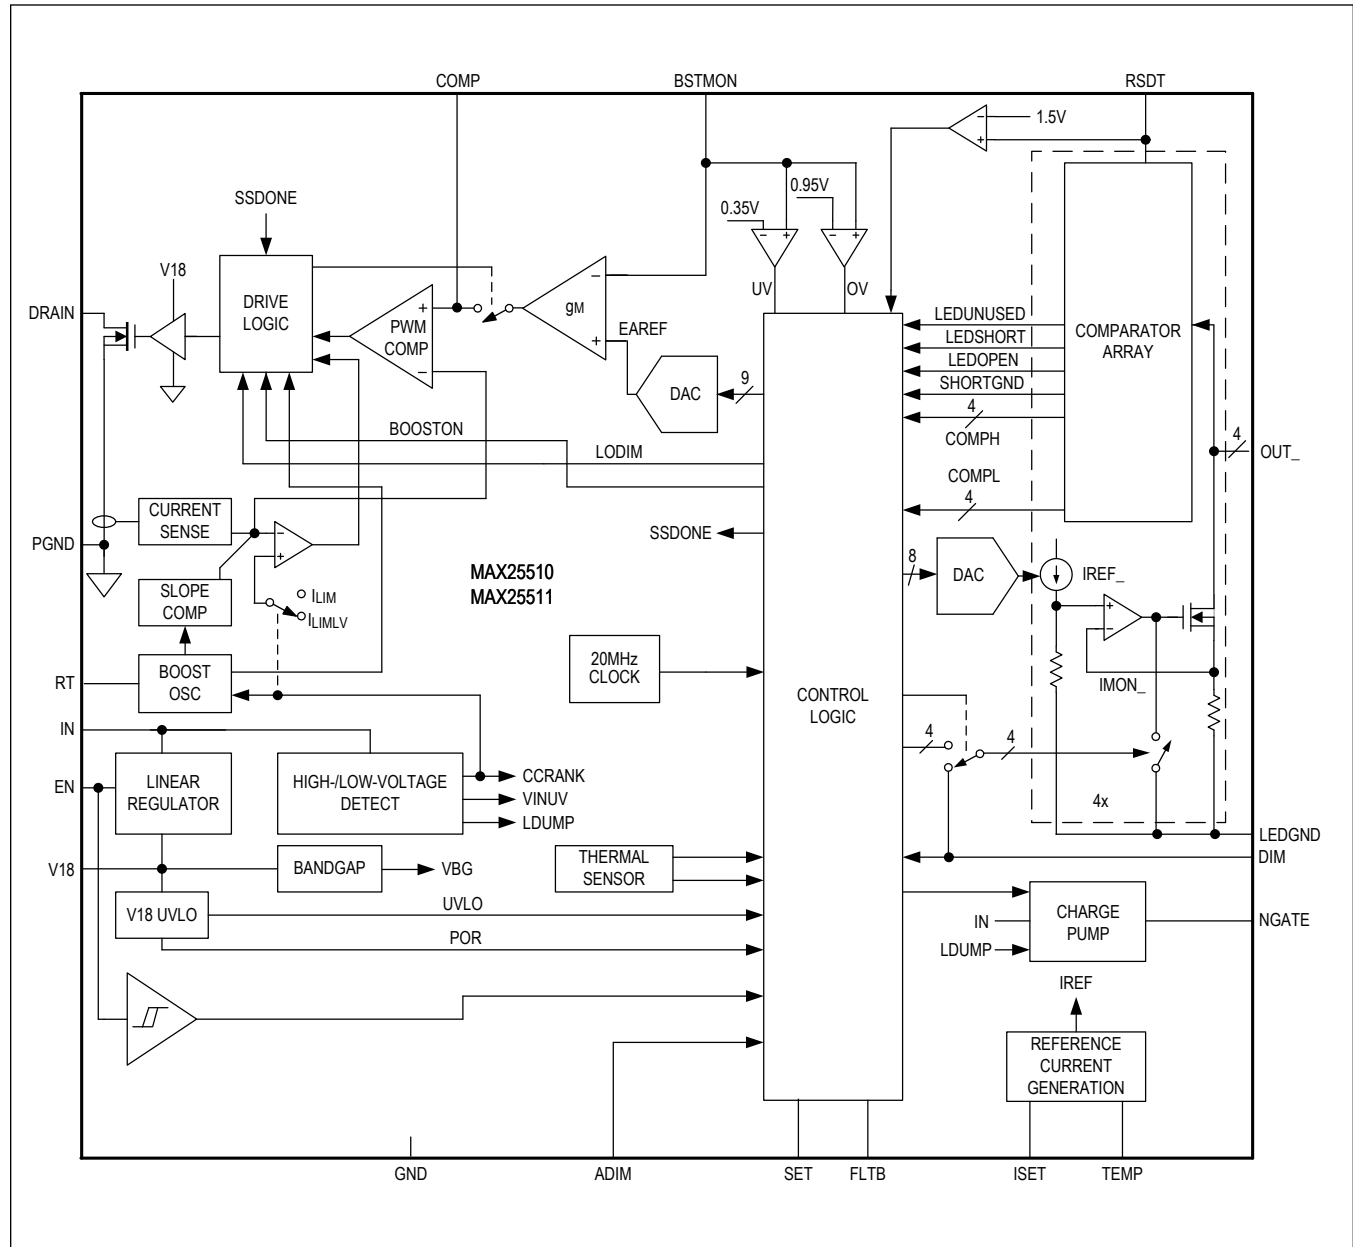 COMP
BSTMON
RSDT
1.5V
−
+
SSDONE
0.35V
0.95V
− +
− +
V18
UV
OV
DRAIN
DRIVE
LOGIC
+
PWM
COMP
−
−
gM
+
EAREF
DAC
9
LEDUNUSED
LEDSHORT
LEDOPEN
SHORTGND
4
COMPH
COMPARATOR
ARRAY
BOOSTON
LODIM
4
OUT_
COMPL
4
CURRENT
SENSE
−
+
PGND
SSDONE
MAX25510
MAX25511
8
DAC
IREF_
SLOPE
COMP
ILIM
ILIMLV
+
−
RT
BOOST
OSC
20MHz
CLOCK
CONTROL
LOGIC
IMON_
IN
4
4
EN
LINEAR
REGULATOR
HIGH-/LOW-VOLTAGE
DETECT
CCRANK
VINUV
LDUMP
4x
LEDGND
DIM
V18
BANDGAP
VBG
THERMAL
SENSOR
V18 UVLO
UVLO
POR
IN
LDUMP
CHARGE
PUMP
NGATE
IREF
REFERENCE
CURRENT
GENERATION
GND
ADIM
SET
FLTB
ISET
TEMP